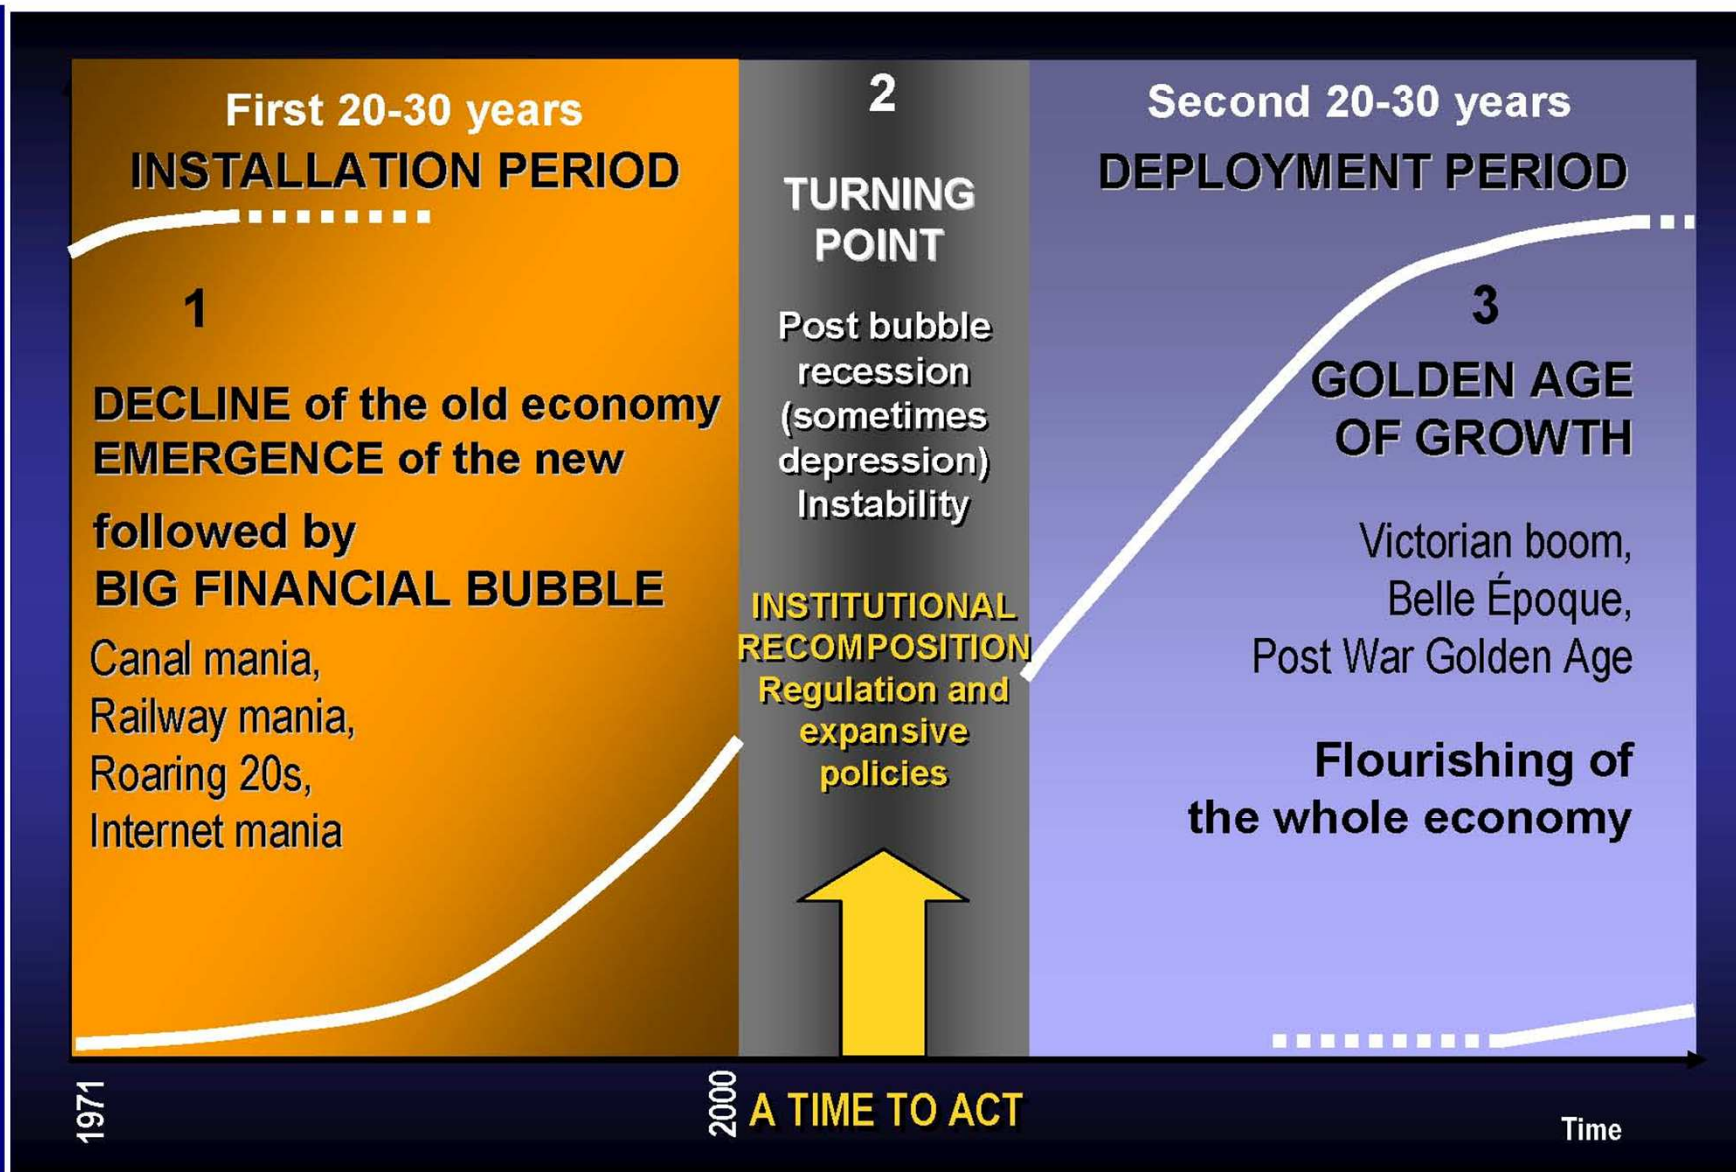 First 20-30 years
INSTALLATION PERIOD
1
DECLINE of the old economy
EMERGENCE of the new
followed by
BIG FINANCIAL BUBBLE
Canal mania,
Railway mania,
Roaring 20s,
Internet mania
2
TURNING
POINT
Post bubble
recession
(sometimes
depression)
Instability
INSTITUTIONAL
RECOMPOSITION
Regulation and
expansive
policies
Second 20-30 years
DEPLOYMENT PERIOD
3
GOLDEN AGE
OF GROWTH
Victorian boom,
Belle Époque,
Post War Golden Age
Flourishing of
the whole economy
1971
2000
A TIME TO ACT
Time